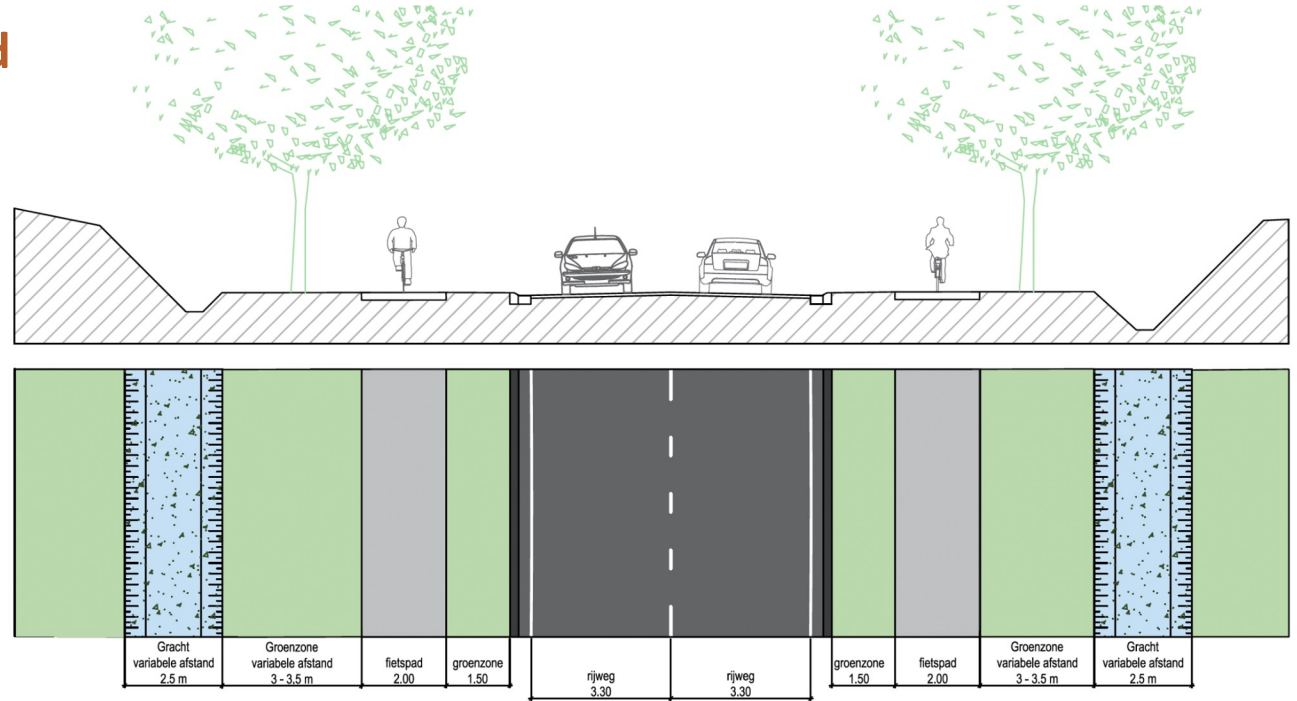 d
Gracht
variabele afstand
2.5 m
Groenzone
variabele afstand
3 - 3.5 m
fietspad
2.00
groenzone
1.50
rijweg
3.30
rijweg
3.30
groenzone
1.50
fietspad
2.00
Groenzone
variabele afstand
3 - 3.5 m
Gracht
variabele afstand
2.5 m